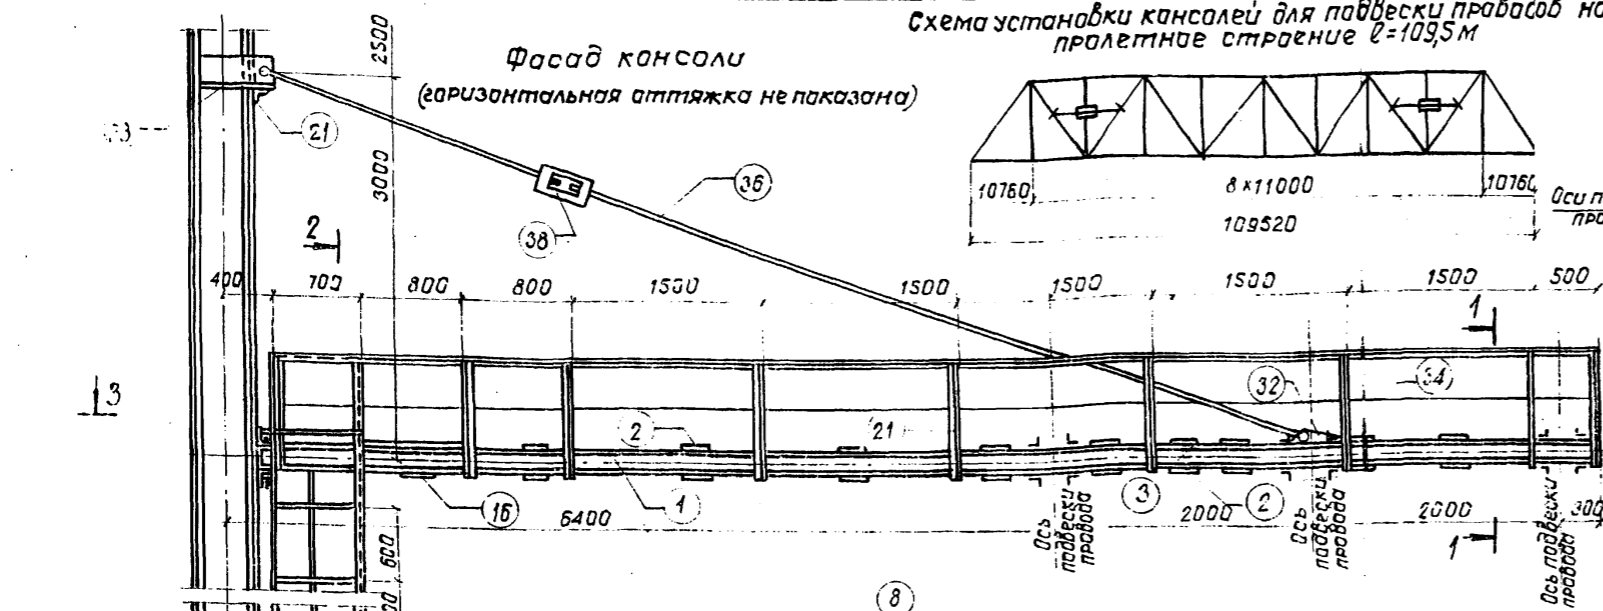 Схема установки консолей для подвески проводов на
пролетное строение ℓ=109,5м
Фасад консоли
(горизонтальная оттяжка не показана)
2500
3000
21
36
38
2
10760
8×11000
10760
109520
Оси п
400
700
800
800
1500
1500
1500
1500
1500
500
1
3
32
34
2
21
16
1
3
2
6400
2000
2000
300
Ось
подвески
провода
Ось
подвески
провода
Ось подвески
провода
1
600
8